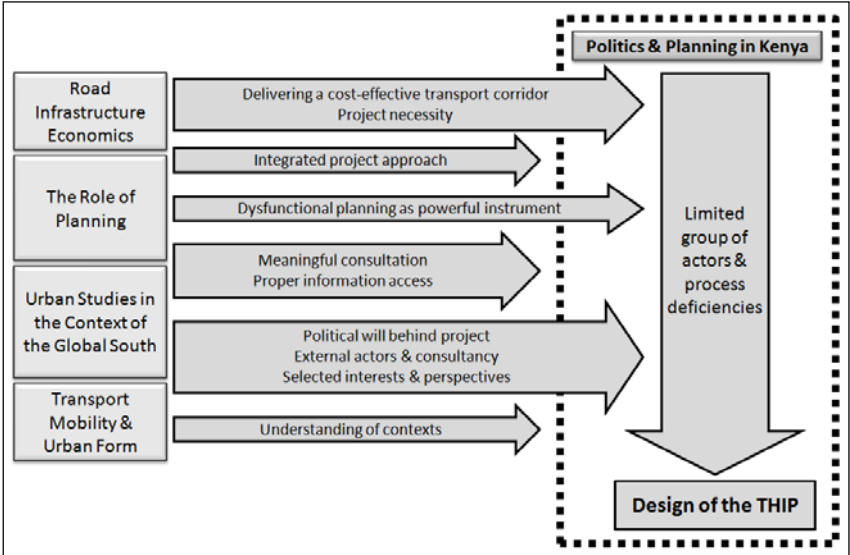 Politics & Planning in Kenya
Road
Infrastructure
Economics
Delivering a cost-effective transport corridor
Project necessity
Integrated project approach
The Role of
Planning
Dysfunctional planning as powerful instrument
Meaningful consultation
Proper information access
Urban Studies in
the Context of
the Global South
Political will behind project
External actors & consultancy
Selected interests & perspectives
Transport
Mobility &
Urban Form
Understanding of contexts
Limited
group of
actors &
process
deficiencies
Design of the THIP